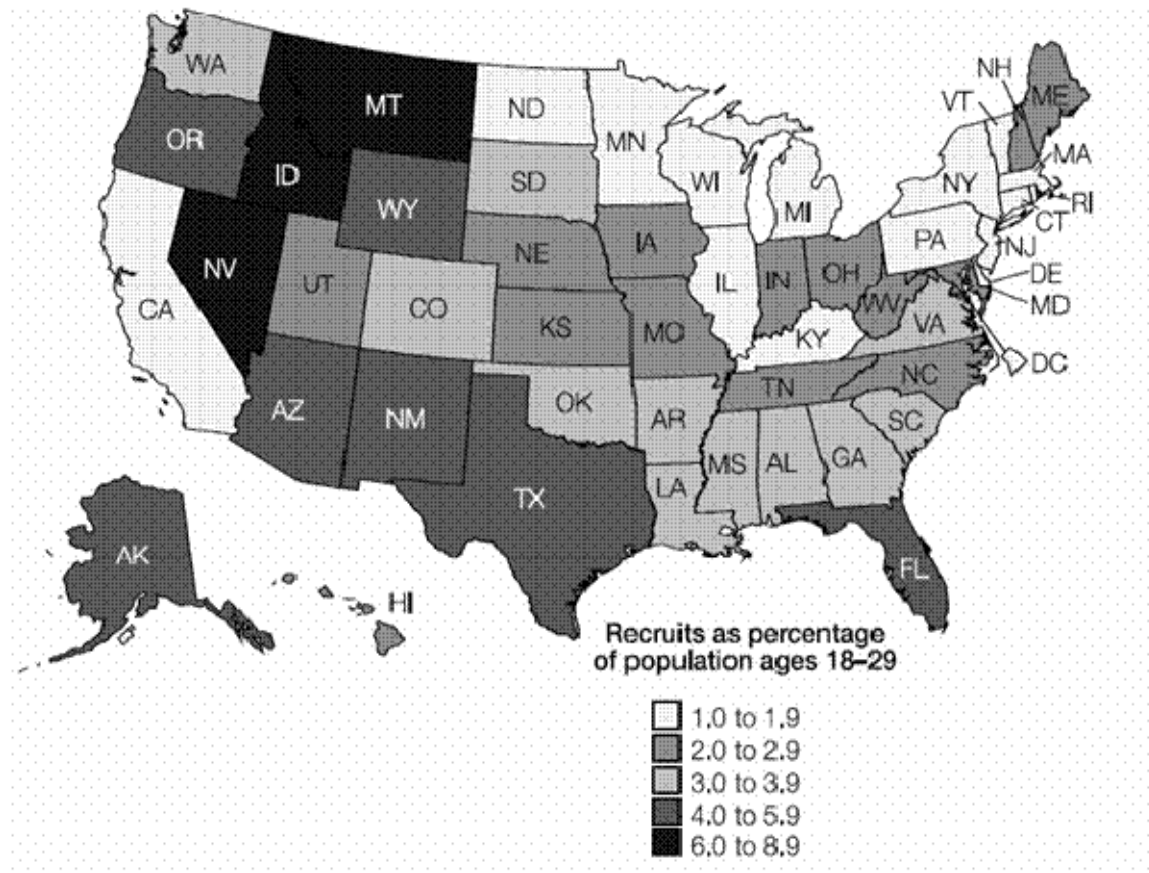 WA
MT
ND
MN
NH
ME
VT
OR
ID
SD
WI
MI
NY
MA
RI
CT
WY
IA
PA
NJ
NV
UT
NE
IL
IN
OH
DE
MD
CA
CO
KS
MO
WV
VA
KY
DC
AZ
NM
OK
AR
TN
NC
SC
MS
AL
GA
LA
TX
AK
FL
HI
Recruits as percentage
of population ages 18–29
1.0 to 1.9
2.0 to 2.9
3.0 to 3.9
4.0 to 5.9
6.0 to 8.9